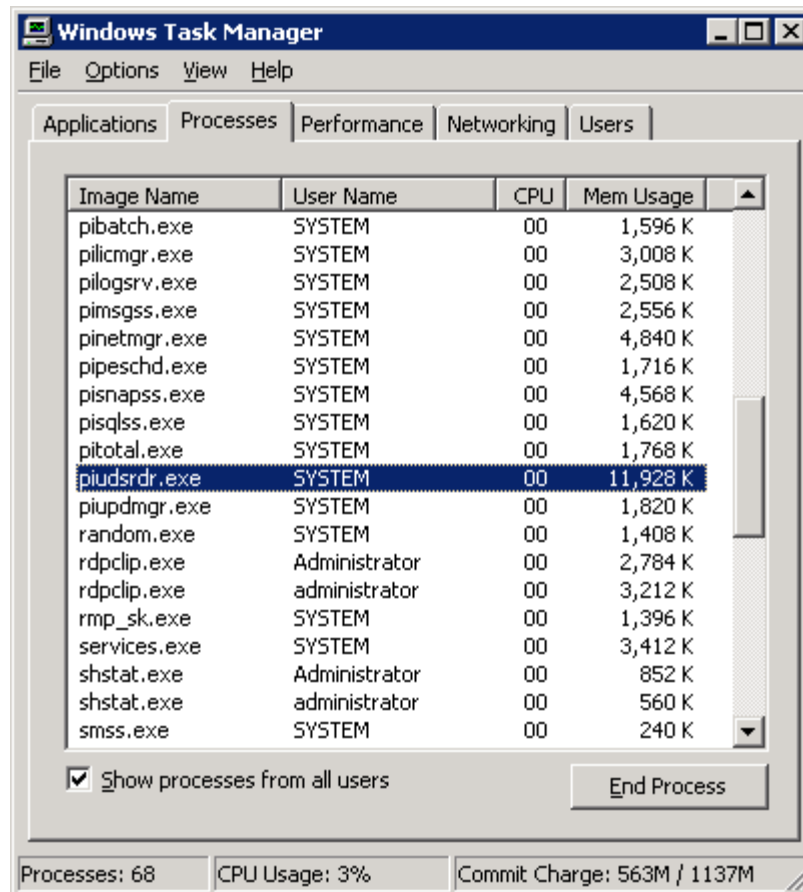 Windows Task Manager
File Options View Help
Applications Processes Performance Networking Users
Image Name User Name CPU Mem Usage
pibatch.exe SYSTEM 00 1,596 K
pilicmgr.exe SYSTEM 00 3,008 K
pilogsrv.exe SYSTEM 00 2,508 K
pimsgss.exe SYSTEM 00 2,556 K
pinetmgr.exe SYSTEM 00 4,840 K
pipeschd.exe SYSTEM 00 1,716 K
pisnapss.exe SYSTEM 00 4,568 K
pisqlss.exe SYSTEM 00 1,620 K
pitotal.exe SYSTEM 00 1,768 K
piudsrdr.exe SYSTEM 00 11,928 K
piupdmgr.exe SYSTEM 00 1,820 K
random.exe SYSTEM 00 1,408 K
rdpclip.exe Administrator 00 2,784 K
rdpclip.exe administrator 00 3,212 K
rmp_sk.exe SYSTEM 00 1,396 K
services.exe SYSTEM 00 3,412 K
shstat.exe Administrator 00 852 K
shstat.exe administrator 00 560 K
smss.exe SYSTEM 00 240 K
Show processes from all users
End Process
Processes: 68 CPU Usage: 3% Commit Charge: 563M / 1137M